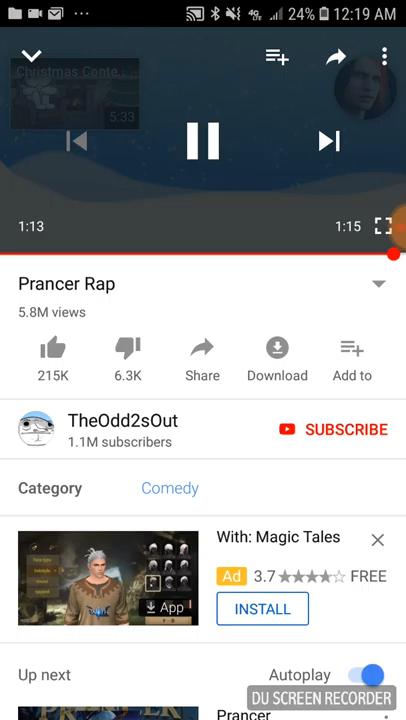 24% 12:19 AM
Christmas Conte...
5:33
1:13
1:15
Prancer Rap
5.8M views
215K
6.3K
Share
Download
Add to
TheOdd2sOut
1.1M subscribers
SUBSCRIBE
Category
Comedy
With: Magic Tales
Ad 3.7 FREE
App
INSTALL
Up next
Autoplay
DU SCREEN RECORDER
Prancer